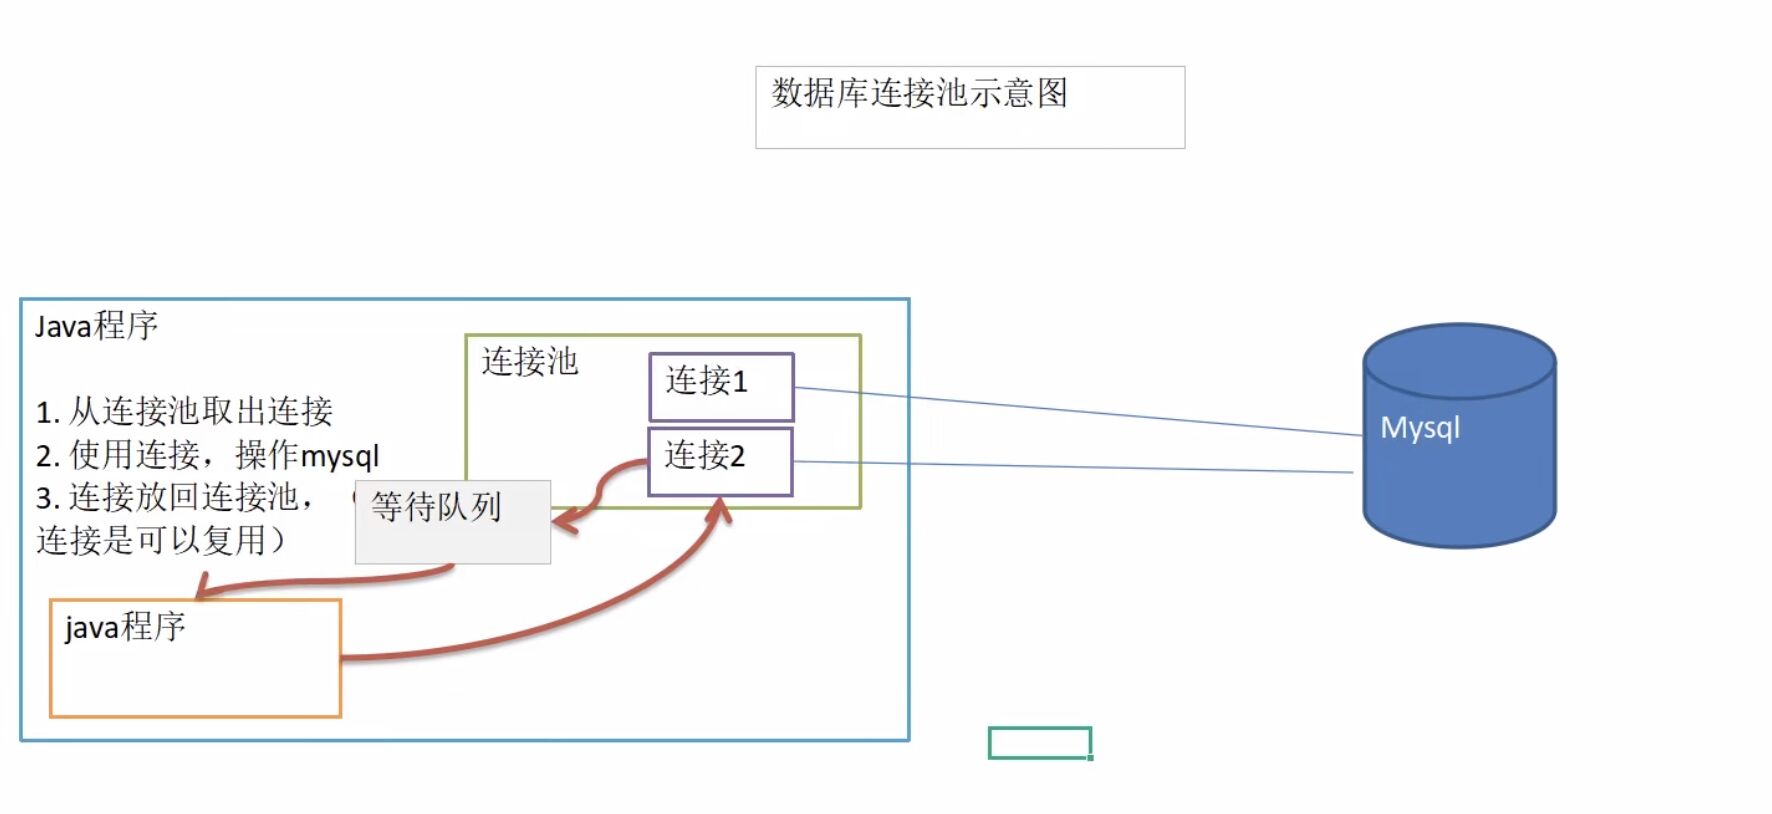 数据库连接池示意图
Java程序
1. 从连接池取出连接
2. 使用连接，操作mysql
3. 连接放回连接池，（
连接是可以复用）
连接池
连接1
连接2
等待队列
java程序
Mysql